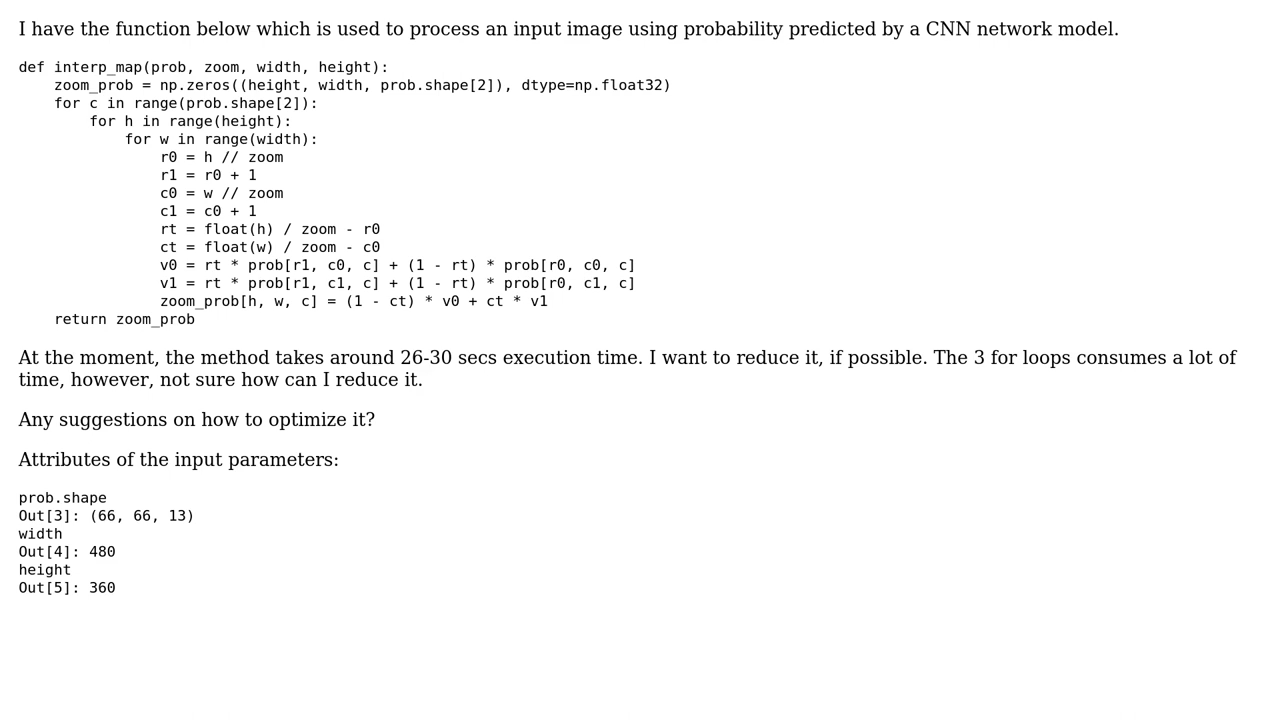 I have the function below which is used to process an input image using probability predicted by a CNN network model.
def interp_map(prob, zoom, width, height):
    zoom_prob = np.zeros((height, width, prob.shape[2]), dtype=np.float32)
    for c in range(prob.shape[2]):
        for h in range(height):
            for w in range(width):
                r0 = h // zoom
                r1 = r0 + 1
                c0 = w // zoom
                c1 = c0 + 1
                rt = float(h) / zoom - r0
                ct = float(w) / zoom - c0
                v0 = rt * prob[r1, c0, c] + (1 - rt) * prob[r0, c0, c]
                v1 = rt * prob[r1, c1, c] + (1 - rt) * prob[r0, c1, c]
                zoom_prob[h, w, c] = (1 - ct) * v0 + ct * v1
    return zoom_prob
At the moment, the method takes around 26-30 secs execution time. I want to reduce it, if possible. The 3 for loops consumes a lot of
time, however, not sure how can I reduce it.
Any suggestions on how to optimize it?
Attributes of the input parameters:
prob.shape
Out[3]: (66, 66, 13)
width
Out[4]: 480
height
Out[5]: 360